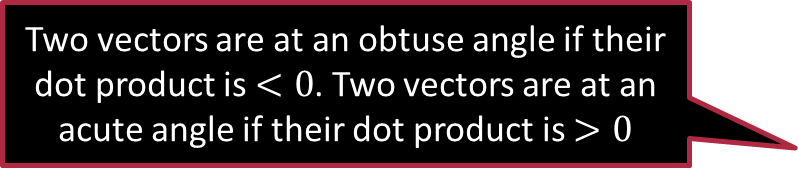 Two vectors are at an obtuse angle if their
dot product is < 0. Two vectors are at an
acute angle if their dot product is > 0